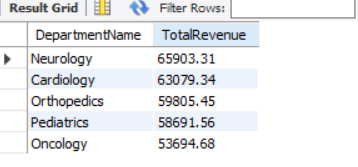 Result Grid Filter Rows:
DepartmentName TotalRevenue
Neurology 65903.31
Cardiology 63079.34
Orthopedics 59805.45
Pediatrics 58691.56
Oncology 53694.68